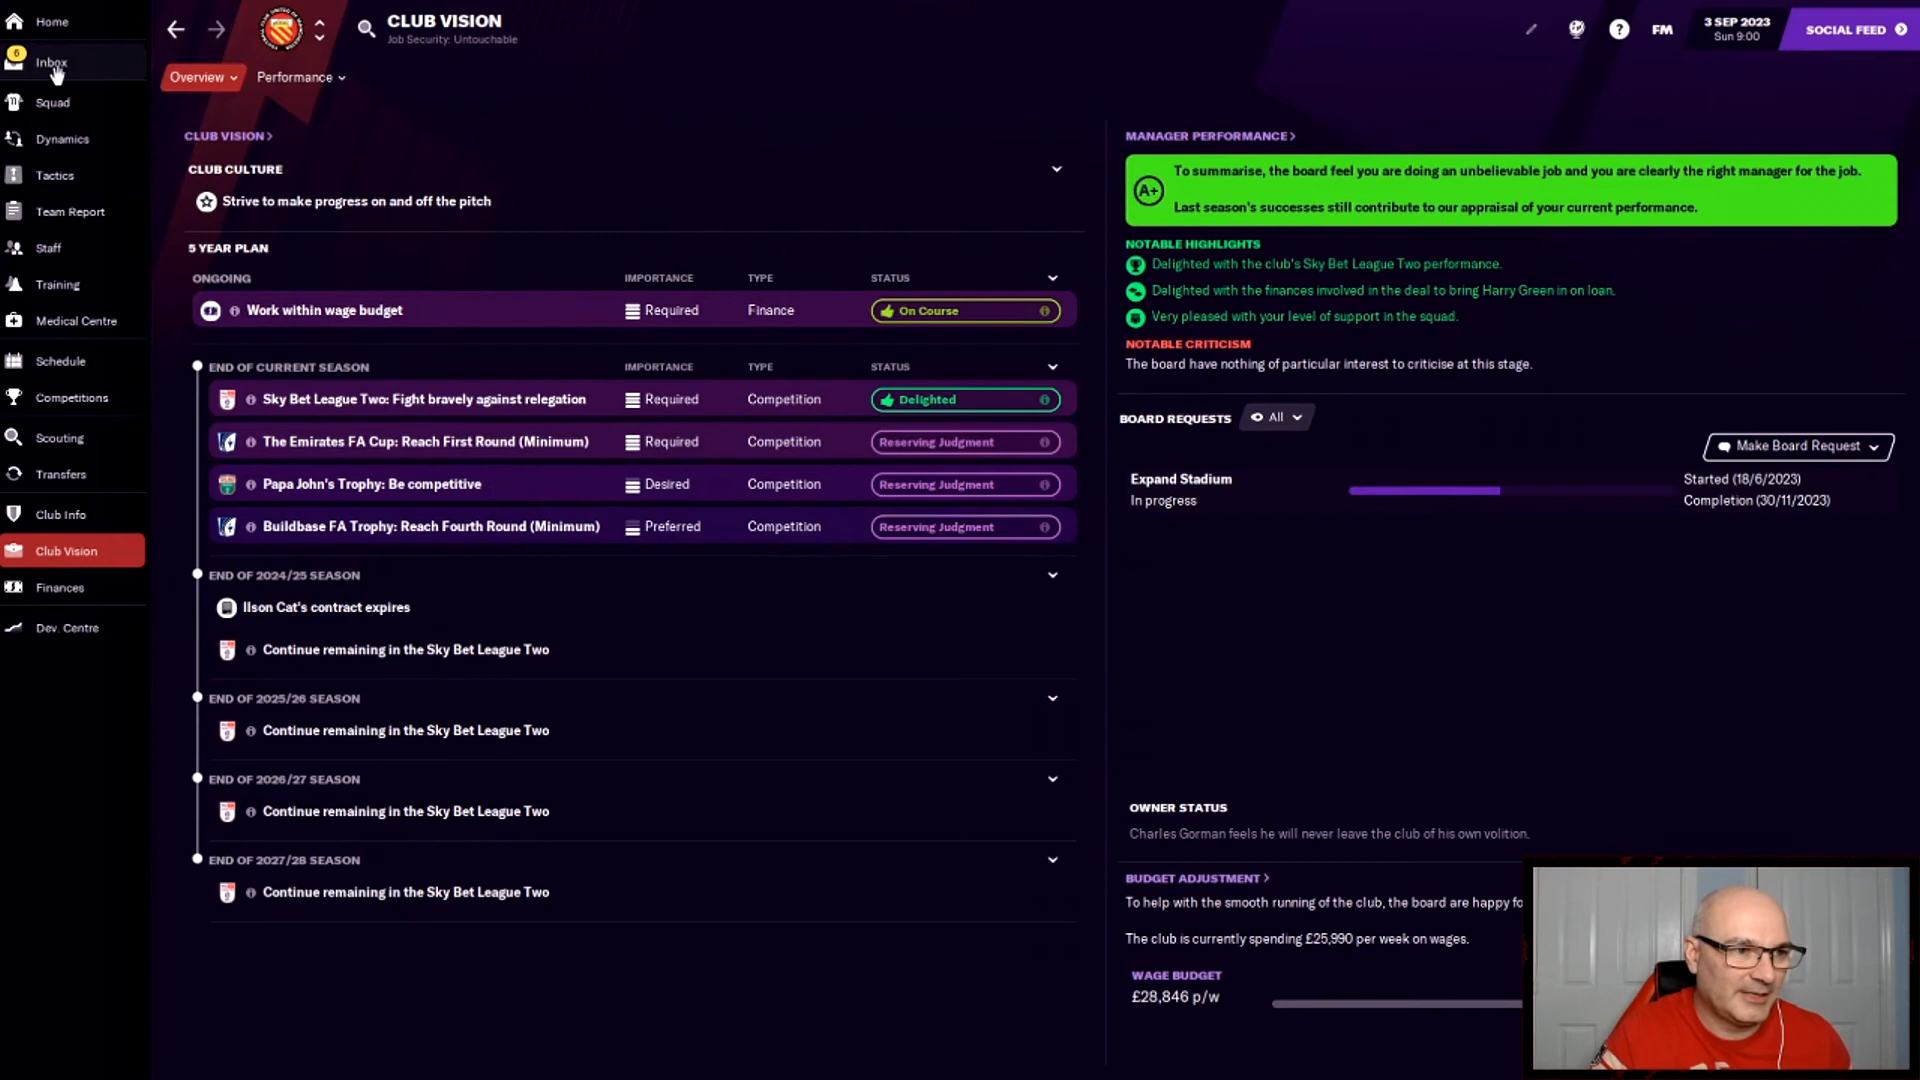 Home
6
Inbox
Squad
Dynamics
Tactics
Team Report
Staff
Training
Medical Centre
Schedule
Competitions
Scouting
Transfers
Club Info
Club Vision
Finances
Dev. Centre
CLUB VISION
Job Security: Untouchable
FM
3 SEP 2023
Sun 9:00
SOCIAL FEED
Overview
Performance
CLUB VISION >
CLUB CULTURE
Strive to make progress on and off the pitch
5 YEAR PLAN
ONGOING IMPORTANCE TYPE STATUS
Work within wage budget Required Finance On Course
END OF CURRENT SEASON IMPORTANCE TYPE STATUS
Sky Bet League Two: Fight bravely against relegation Required Competition Delighted
The Emirates FA Cup: Reach First Round (Minimum) Required Competition Reserving Judgment
Papa John's Trophy: Be competitive Desired Competition Reserving Judgment
Buildbase FA Trophy: Reach Fourth Round (Minimum) Preferred Competition Reserving Judgment
END OF 2024/25 SEASON
Ilson Cat's contract expires
Continue remaining in the Sky Bet League Two
END OF 2025/26 SEASON
Continue remaining in the Sky Bet League Two
END OF 2026/27 SEASON
Continue remaining in the Sky Bet League Two
END OF 2027/28 SEASON
Continue remaining in the Sky Bet League Two
MANAGER PERFORMANCE >
A+
To summarise, the board feel you are doing an unbelievable job and you are clearly the right manager for the job.
Last season's successes still contribute to our appraisal of your current performance.
NOTABLE HIGHLIGHTS
Delighted with the club's Sky Bet League Two performance.
Delighted with the finances involved in the deal to bring Harry Green in on loan.
Very pleased with your level of support in the squad.
NOTABLE CRITICISM
The board have nothing of particular interest to criticise at this stage.
BOARD REQUESTS All
Make Board Request
Expand Stadium Started (18/6/2023)
In progress Completion (30/11/2023)
OWNER STATUS
Charles Gorman feels he will never leave the club of his own volition.
BUDGET ADJUSTMENT >
To help with the smooth running of the club, the board are happy fo
The club is currently spending £25,990 per week on wages.
WAGE BUDGET
£28,846 p/w